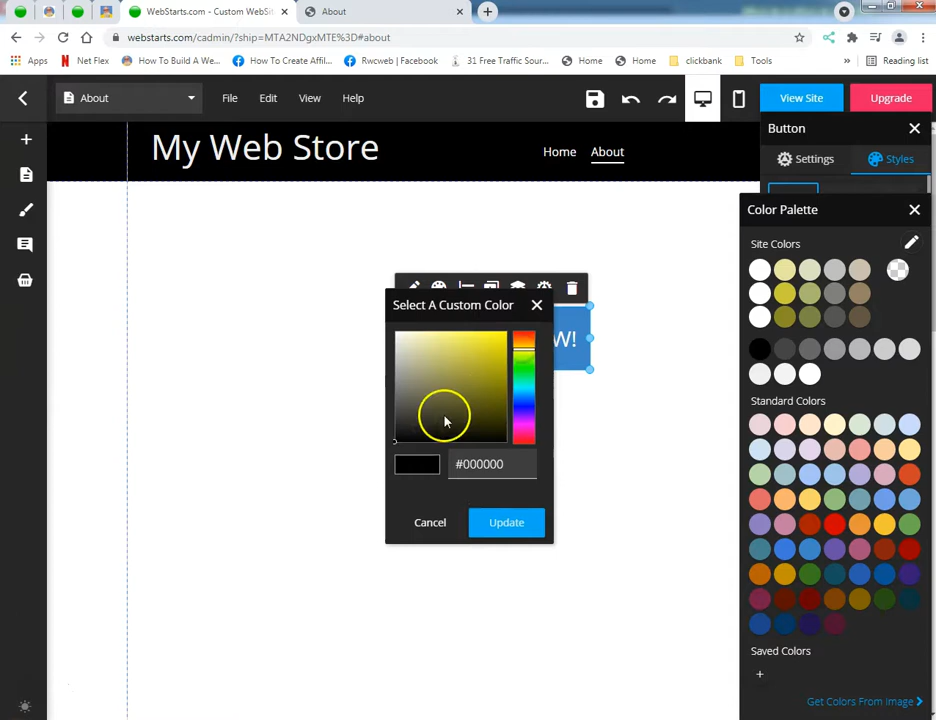 WebStarts.com - Custom WebSit
About
webstarts.com/cadmin/?ship=MTA2NDgxMTE%3D#about
Apps
Net Flex
How To Build A We...
How To Create Affil...
Rwcweb | Facebook
31 Free Traffic Sour...
Home
Home
clickbank
Tools
»
Reading list
About
File
Edit
View
Help
View Site
Upgrade
My Web Store
Home
About
Button
Settings
Styles
Color Palette
Site Colors
Select A Custom Color
W!
#000000
Cancel
Update
Standard Colors
Saved Colors
+
Get Colors From Image